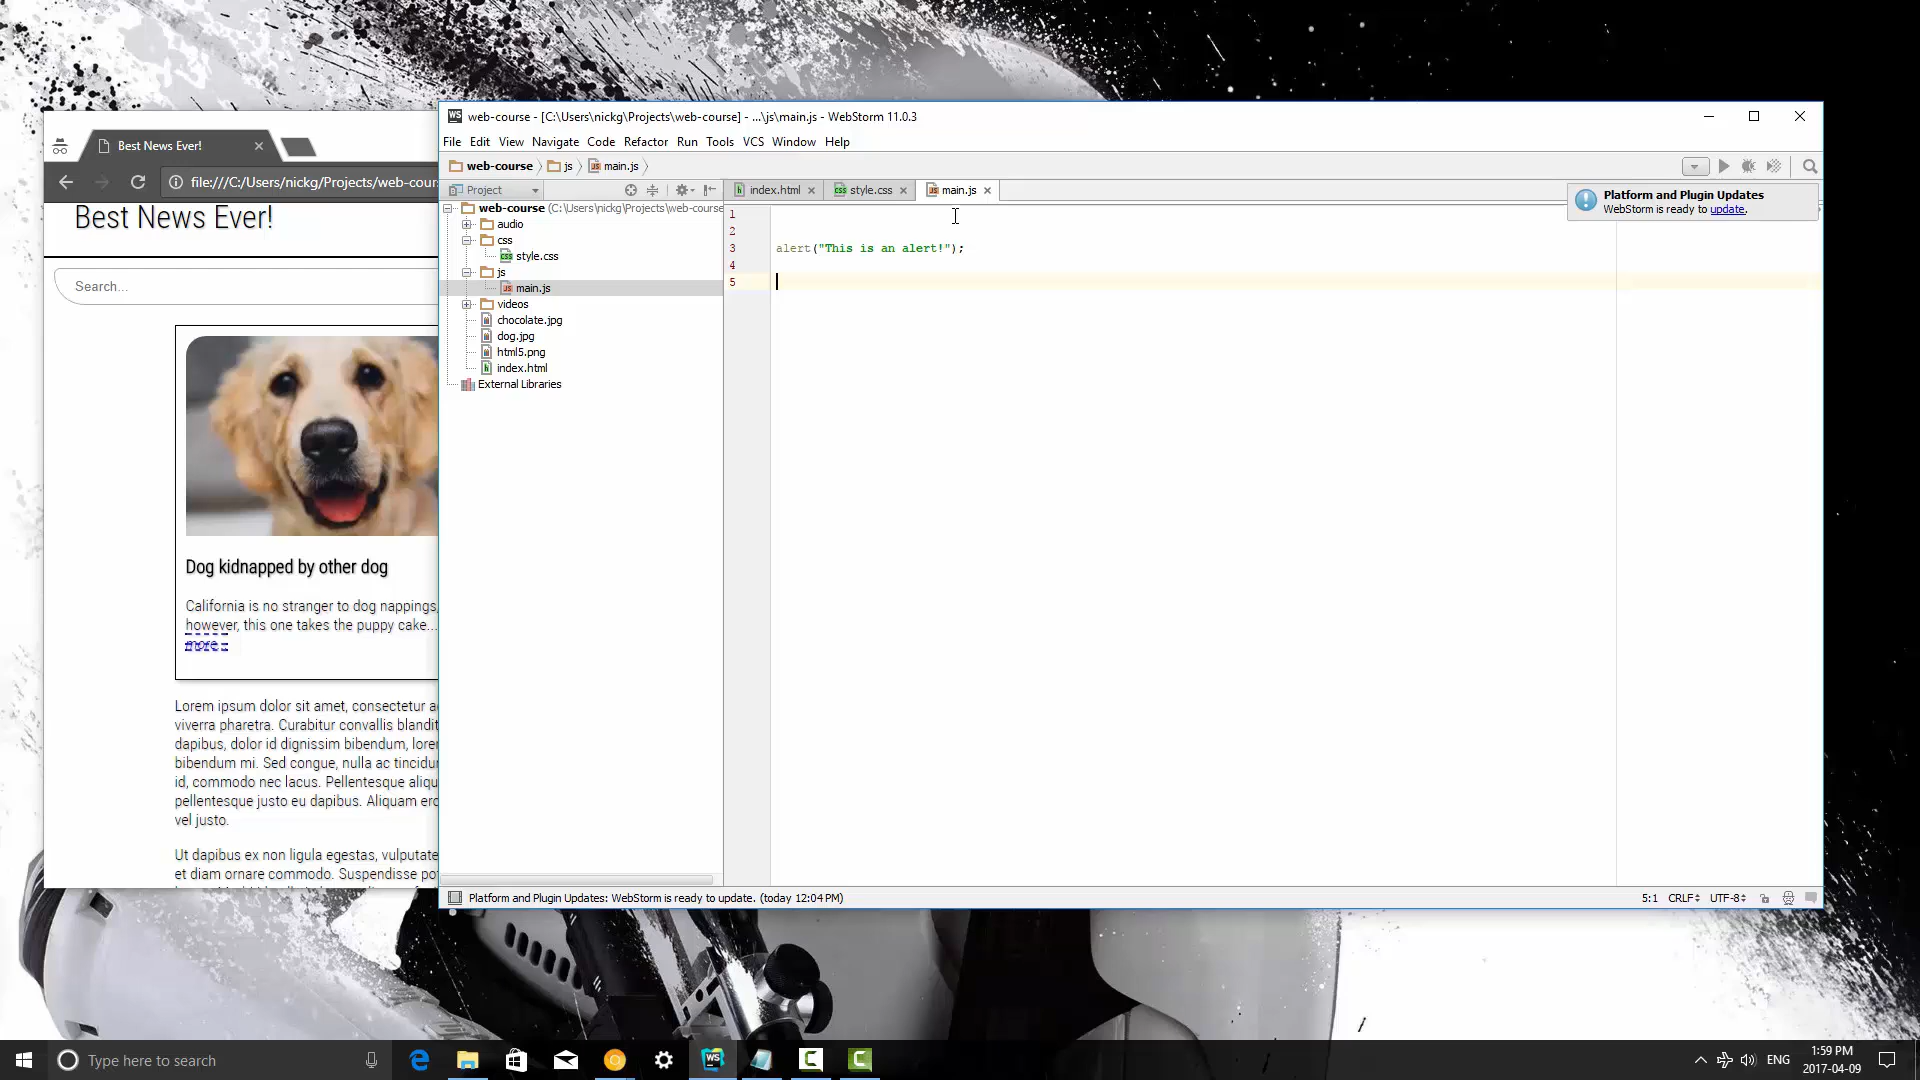 web-course - [C:\Users\nickg\Projects\web-course] - ...\js\main.js - WebStorm 11.0.3
File Edit View Navigate Code Refactor Run Tools VCS Window Help
web-course js main.js
Project
index.html style.css main.js
Platform and Plugin Updates
WebStorm is ready to update.
web-course (C:\Users\nickg\Projects\web-course
audio
css
style.css
js
main.js
videos
chocolate.jpg
dog.jpg
html5.png
index.html
External Libraries
1
2
3 alert("This is an alert!");
4
5
Platform and Plugin Updates: WebStorm is ready to update. (today 12:04 PM)
5:1 CRLF UTF-8
Best News Ever!
file:///C:/Users/nickg/Projects/web-cour
Best News Ever!
Search...
Dog kidnapped by other dog
California is no stranger to dog nappings,
however, this one takes the puppy cake...
more
Lorem ipsum dolor sit amet, consectetur a
viverra pharetra. Curabitur convallis blandit
dapibus, dolor id dignissim bibendum, lore
bibendum mi. Sed congue, nulla ac tincidu
id, commodo nec lacus. Pellentesque aliqu
pellentesque justo eu dapibus. Aliquam ero
vel justo.
Ut dapibus ex non ligula egestas, vulputate
et diam ornare commodo. Suspendisse pot
Type here to search
WS
ENG
1:59 PM
2017-04-09